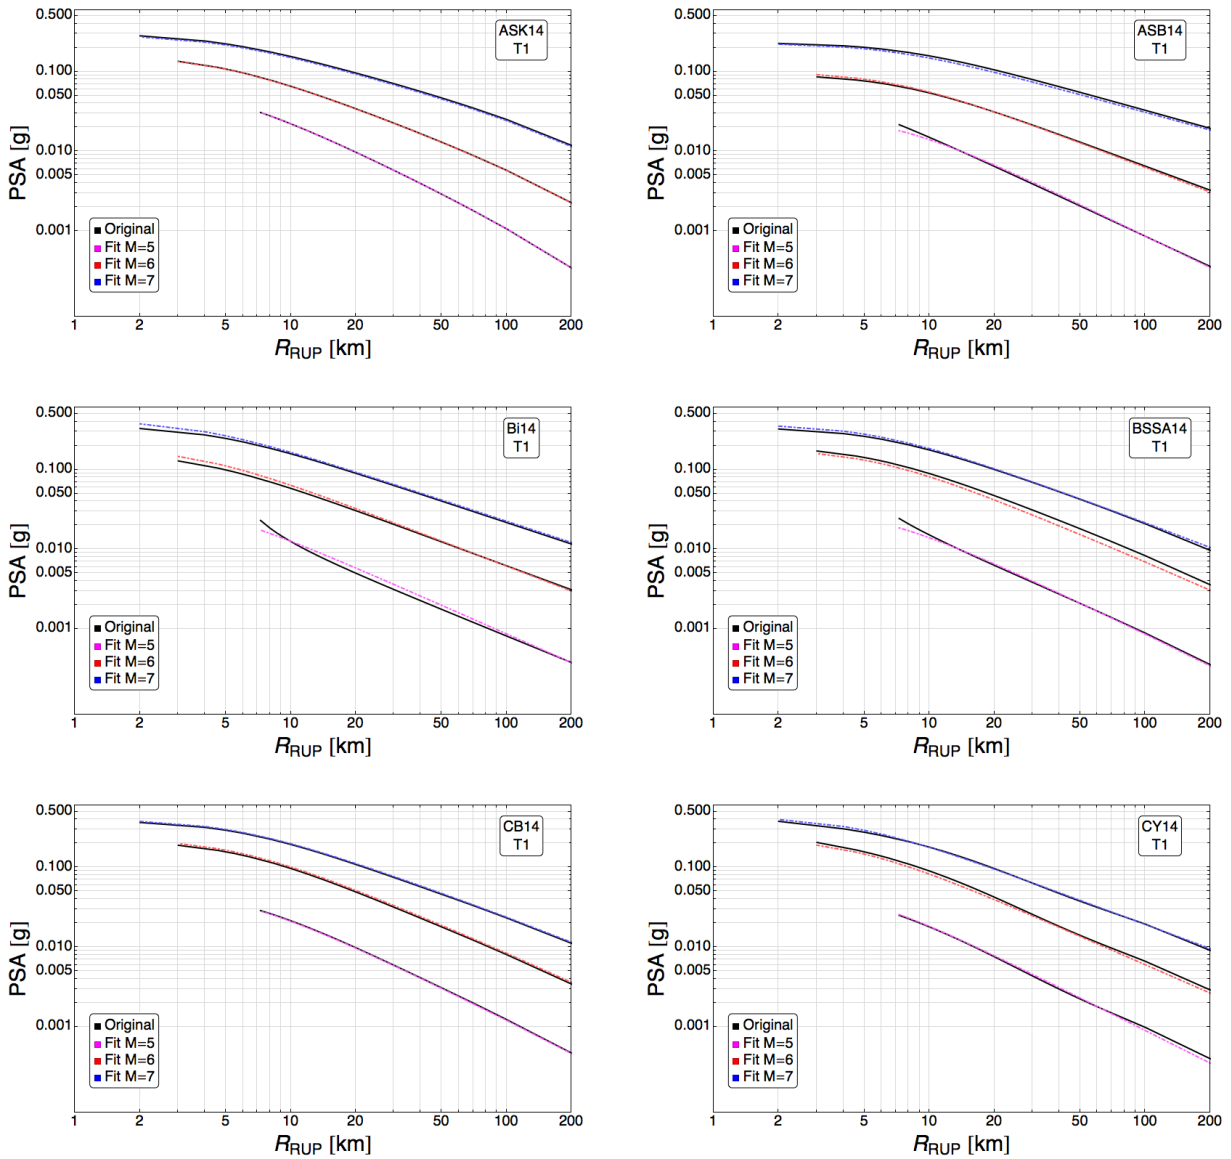 0.500
0.100
0.050
0.010
0.005
0.001
PSA [g]
ASK14
T1
Original
Fit M=5
Fit M=6
Fit M=7
1 2 5 10 20 50 100 200
R_RUP [km]
0.500
0.100
0.050
0.010
0.005
0.001
PSA [g]
ASB14
T1
Original
Fit M=5
Fit M=6
Fit M=7
1 2 5 10 20 50 100 200
R_RUP [km]
0.500
0.100
0.050
0.010
0.005
0.001
PSA [g]
Bi14
T1
Original
Fit M=5
Fit M=6
Fit M=7
1 2 5 10 20 50 100 200
R_RUP [km]
0.500
0.100
0.050
0.010
0.005
0.001
PSA [g]
BSSA14
T1
Original
Fit M=5
Fit M=6
Fit M=7
1 2 5 10 20 50 100 200
R_RUP [km]
0.500
0.100
0.050
0.010
0.005
0.001
PSA [g]
CB14
T1
Original
Fit M=5
Fit M=6
Fit M=7
1 2 5 10 20 50 100 200
R_RUP [km]
0.500
0.100
0.050
0.010
0.005
0.001
PSA [g]
CY14
T1
Original
Fit M=5
Fit M=6
Fit M=7
1 2 5 10 20 50 100 200
R_RUP [km]